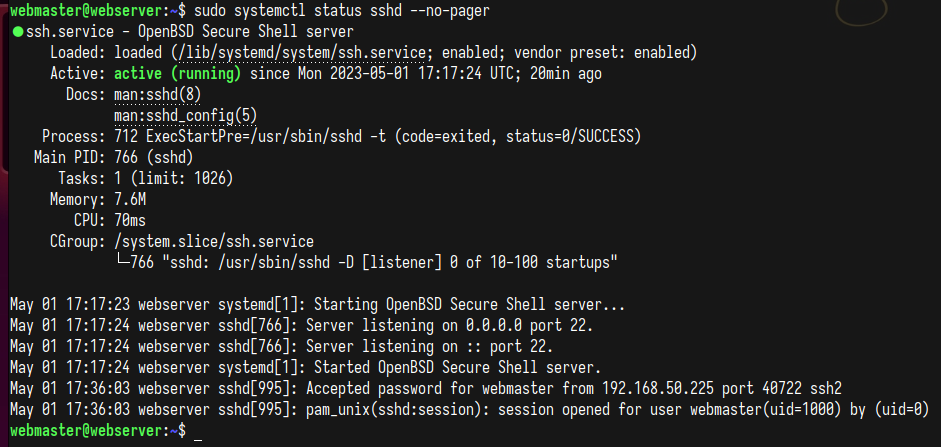 webmaster@webserver:~$ sudo systemctl status sshd --no-pager
●ssh.service - OpenBSD Secure Shell server
Loaded: loaded (/lib/systemd/system/ssh.service; enabled; vendor preset: enabled)
Active: active (running) since Mon 2023-05-01 17:17:24 UTC; 20min ago
Docs: man:sshd(8)
man:sshd_config(5)
Process: 712 ExecStartPre=/usr/sbin/sshd -t (code=exited, status=0/SUCCESS)
Main PID: 766 (sshd)
Tasks: 1 (limit: 1026)
Memory: 7.6M
CPU: 70ms
CGroup: /system.slice/ssh.service
└─766 "sshd: /usr/sbin/sshd -D [listener] 0 of 10-100 startups"
May 01 17:17:23 webserver systemd[1]: Starting OpenBSD Secure Shell server...
May 01 17:17:24 webserver sshd[766]: Server listening on 0.0.0.0 port 22.
May 01 17:17:24 webserver sshd[766]: Server listening on :: port 22.
May 01 17:17:24 webserver systemd[1]: Started OpenBSD Secure Shell server.
May 01 17:36:03 webserver sshd[995]: Accepted password for webmaster from 192.168.50.225 port 40722 ssh2
May 01 17:36:03 webserver sshd[995]: pam_unix(sshd:session): session opened for user webmaster(uid=1000) by (uid=0)
webmaster@webserver:~$ _